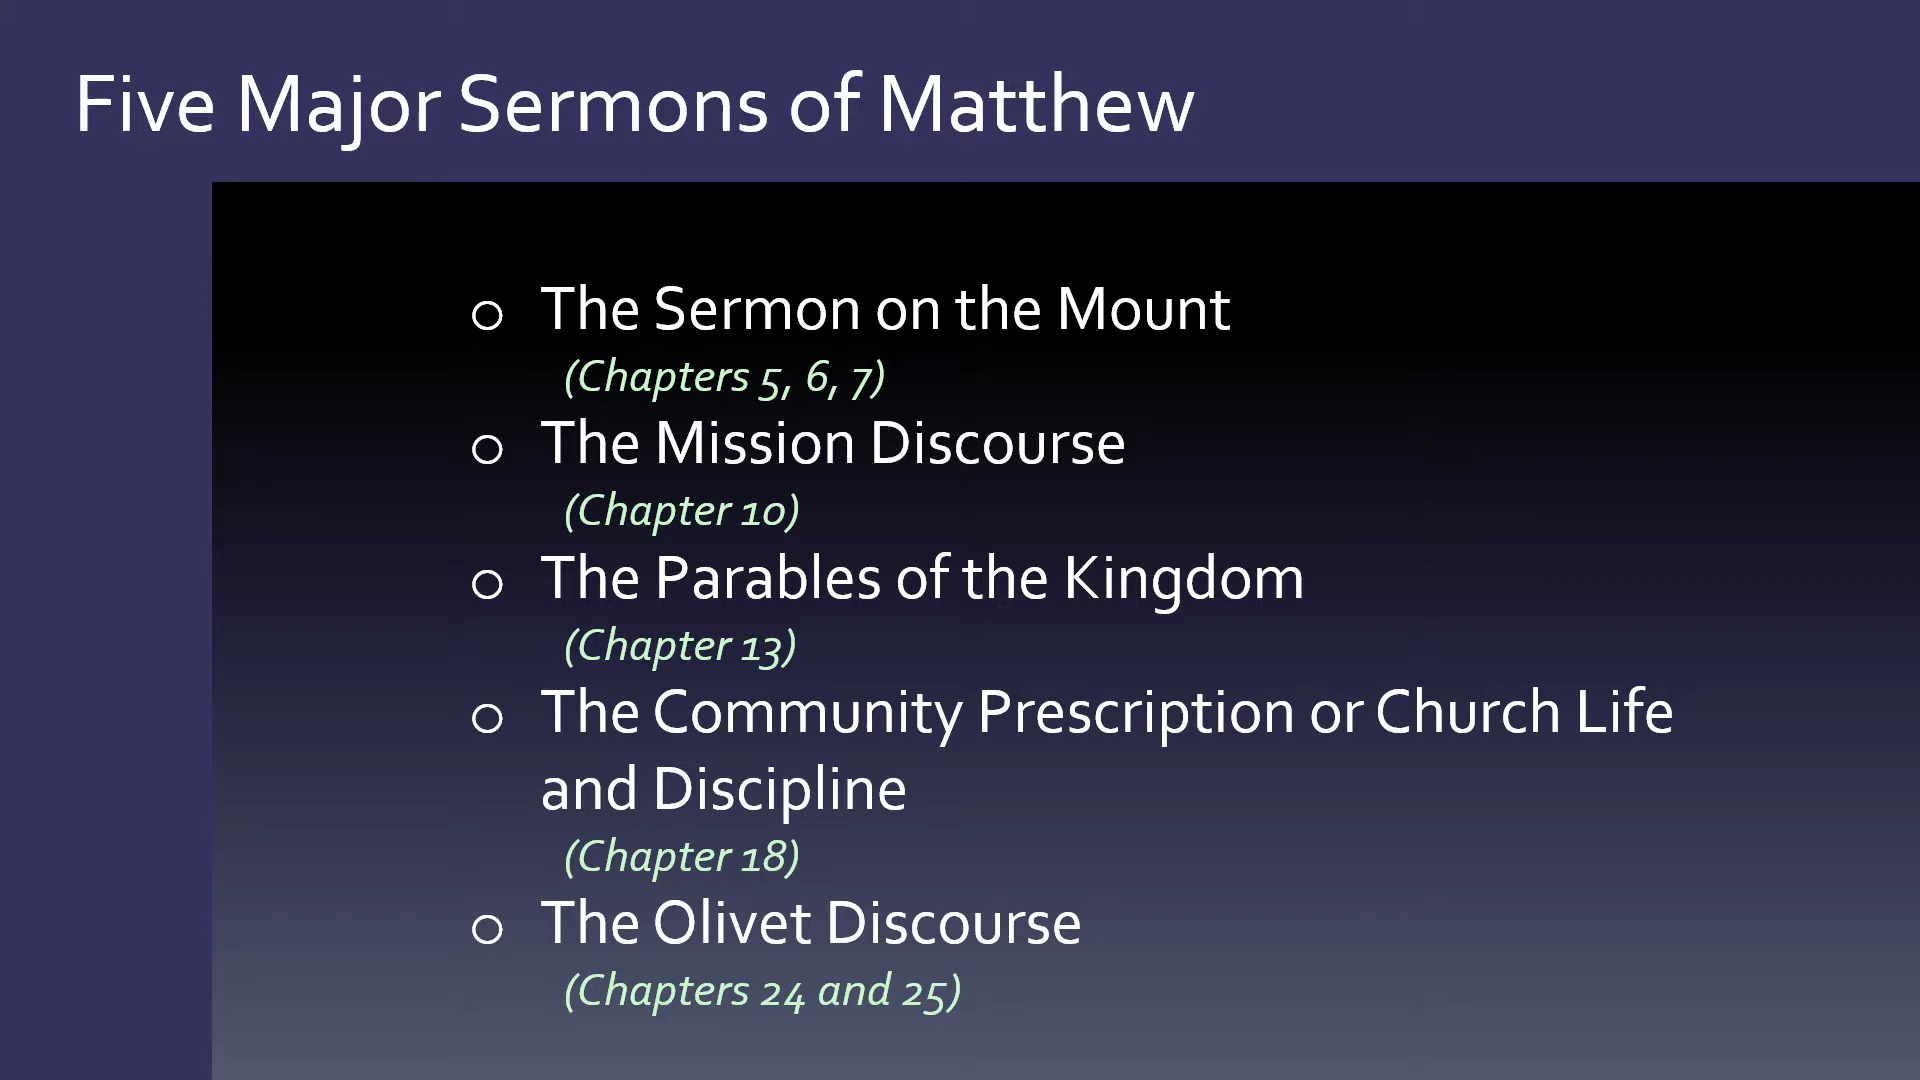 Five Major Sermons of Matthew
o The Sermon on the Mount
(Chapters 5, 6, 7)
o The Mission Discourse
(Chapter 10)
o The Parables of the Kingdom
(Chapter 13)
o The Community Prescription or Church Life
and Discipline
(Chapter 18)
o The Olivet Discourse
(Chapters 24 and 25)